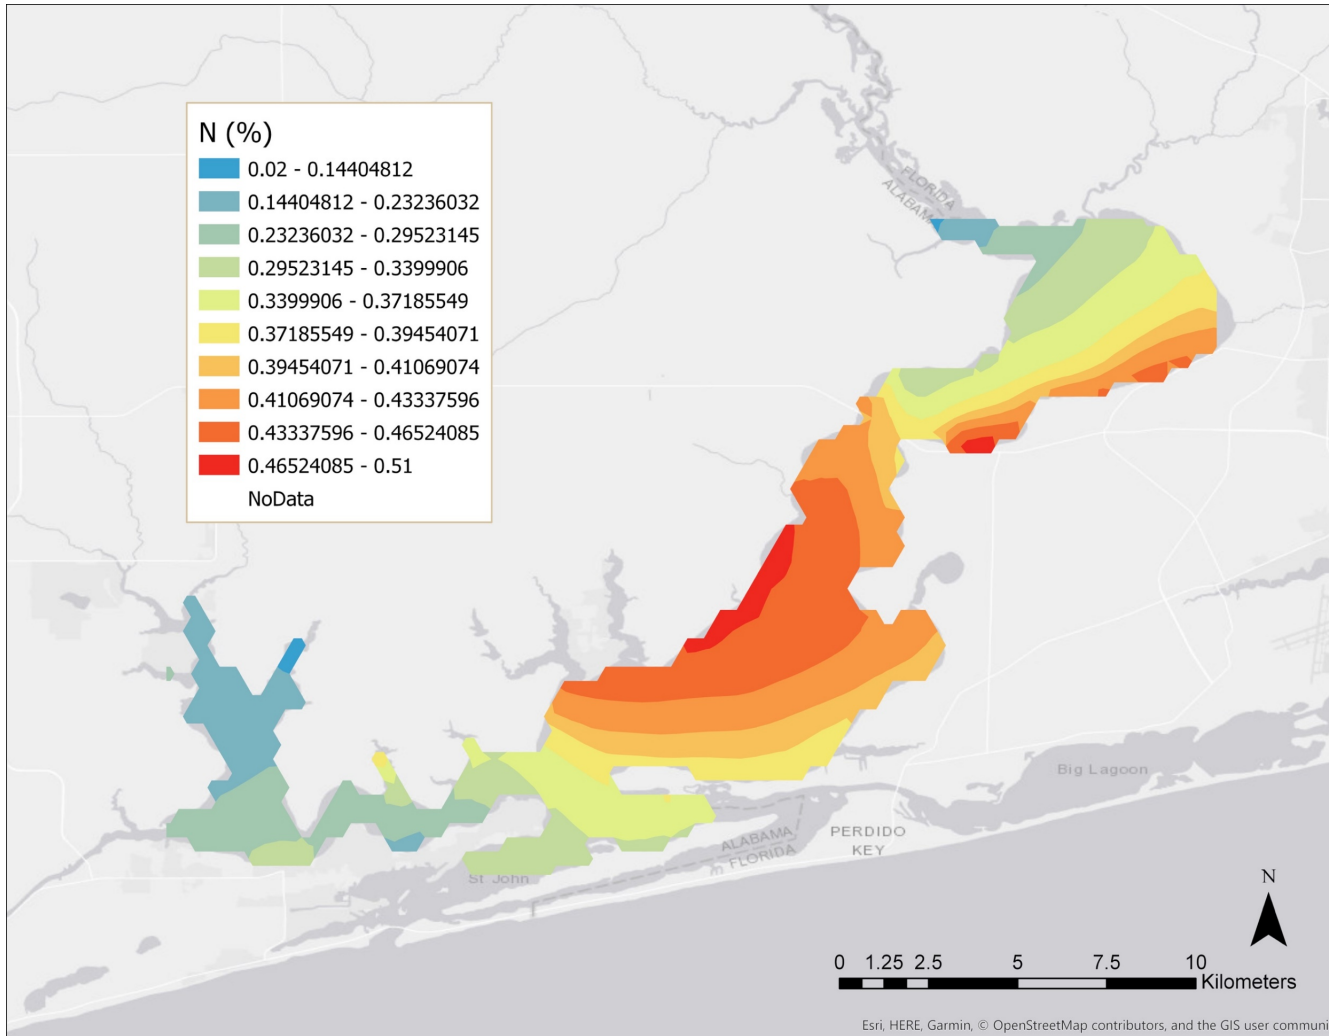 N (%)
0.02 - 0.14404812
0.14404812 - 0.23236032
0.23236032 - 0.29523145
0.29523145 - 0.3399906
0.3399906 - 0.37185549
0.37185549 - 0.39454071
0.39454071 - 0.41069074
0.41069074 - 0.43337596
0.43337596 - 0.46524085
0.46524085 - 0.51
NoData
FLORIDA
ALABAMA
Big Lagoon
ALABAMA
FLORIDA
PERDIDO
KEY
St John
N
0 1.25 2.5 5 7.5 10
Kilometers
Esri, HERE, Garmin, © OpenStreetMap contributors, and the GIS user communi